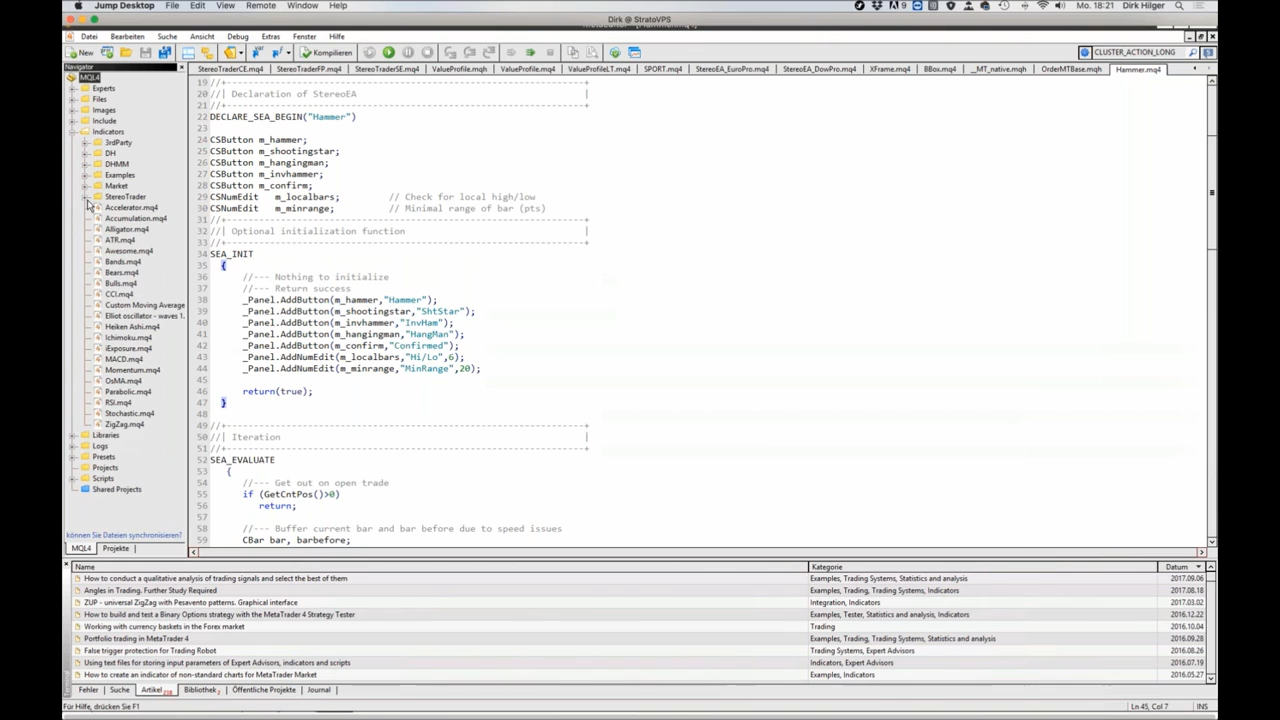 Jump Desktop File Edit View Remote Window Help 9 Mo. 18:21 Dirk Hilger
Dirk @ StratoVPS
Datei Bearbeiten Suche Ansicht Debug Extras Fenster Hilfe
New Kompilieren CLUSTER_ACTION_LONG
Navigator
StereoTraderCE.mq4 StereoTraderFP.mq4 StereoTraderSE.mq4 ValueProfile.mqh ValueProfile.mq4 ValueProfileLT.mq4 SPORT.mq4 StereoEA_EuroPro.mq4 StereoEA_DowPro.mq4 XFrame.mq4 BBox.mq4 __MT_native.mqh OrderMTBase.mqh Hammer.mq4
MQL4
Experts
Files
Images
Include
Indicators
3rdParty
DH
DHMM
Examples
Market
StereoTrader
Accelerator.mq4
Accumulation.mq4
Alligator.mq4
ATR.mq4
Awesome.mq4
Bands.mq4
Bears.mq4
Bulls.mq4
CCI.mq4
Custom Moving Average
Elliot oscillator - waves 1.
Heiken Ashi.mq4
Ichimoku.mq4
iExposure.mq4
MACD.mq4
Momentum.mq4
OsMA.mq4
Parabolic.mq4
RSI.mq4
Stochastic.mq4
ZigZag.mq4
Libraries
Logs
Presets
Projects
Scripts
Shared Projects
können Sie Dateien synchronisieren?
MQL4 Projekte
19 //+------------------------------------------------------------------+
20 //| Declaration of StereoEA |
21 //+------------------------------------------------------------------+
22 DECLARE_SEA_BEGIN("Hammer")
23
24 CSButton m_hammer;
25 CSButton m_shootingstar;
26 CSButton m_hangingman;
27 CSButton m_invhammer;
28 CSButton m_confirm;
29 CSNumEdit m_localbars; // Check for local high/low
30 CSNumEdit m_minrange; // Minimal range of bar (pts)
31 //+------------------------------------------------------------------+
32 //| Optional initialization function |
33 //+------------------------------------------------------------------+
34 SEA_INIT
35 {
36 //--- Nothing to initialize
37 //--- Return success
38 _Panel.AddButton(m_hammer,"Hammer");
39 _Panel.AddButton(m_shootingstar,"ShtStar");
40 _Panel.AddButton(m_invhammer,"InvHam");
41 _Panel.AddButton(m_hangingman,"HangMan");
42 _Panel.AddButton(m_confirm,"Confirmed");
43 _Panel.AddNumEdit(m_localbars,"Hi/Lo",6);
44 _Panel.AddNumEdit(m_minrange,"MinRange",20);
45
46 return(true);
47 }
48
49 //+------------------------------------------------------------------+
50 //| Iteration |
51 //+------------------------------------------------------------------+
52 SEA_EVALUATE
53 {
54 //--- Get out on open trade
55 if (GetCntPos()>0)
56 return;
57
58 //--- Buffer current bar and bar before due to speed issues
59 CBar bar, barbefore;
Name Kategorie Datum
How to conduct a qualitative analysis of trading signals and select the best of them Examples, Trading Systems, Statistics and analysis 2017.09.06
Angles in Trading. Further Study Required Examples, Trading Systems, Indicators 2017.08.18
ZUP - universal ZigZag with Pesavento patterns. Graphical interface Integration, Indicators 2017.03.02
How to build and test a Binary Options strategy with the MetaTrader 4 Strategy Tester Examples, Tester, Statistics and analysis, Indicators 2016.12.22
Working with currency baskets in the Forex market Trading 2016.10.04
Portfolio trading in MetaTrader 4 Examples, Trading, Trading Systems, Statistics and analysis 2016.09.28
False trigger protection for Trading Robot Trading Systems, Expert Advisors 2016.08.26
Using text files for storing input parameters of Expert Advisors, indicators and scripts Indicators, Expert Advisors 2016.07.19
How to create an indicator of non-standard charts for MetaTrader Market Examples, Indicators 2016.05.27
Fehler Suche Artikel Bibliothek Öffentliche Projekte Journal
Für Hilfe, drücken Sie F1 Ln 45, Col 7 INS